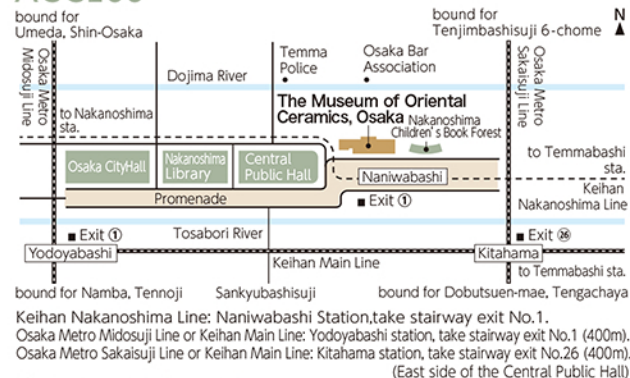 ACCESS
bound for
Umeda, Shin-Osaka
bound for
Tenjimbashisuji 6-chome
N
Osaka Metro
Midosuji Line
Dojima River
Temma
Police
Osaka Bar
Association
Osaka Metro
Sakaisuji Line
to Nakanoshima
sta.
The Museum of Oriental
Ceramics, Osaka
Nakanoshima
Children's Book Forest
to Temmabashi
sta.
Osaka CityHall
Nakanoshima
Library
Central
Public Hall
Naniwabashi
Keihan
Nakanoshima Line
Promenade
■ Exit ①
■ Exit ①
Tosabori River
■ Exit ㉖
Yodoyabashi
Kitahama
Keihan Main Line
to Temmabashi sta.
bound for Namba, Tennoji
Sankyubashisuji
bound for Dobutsuen-mae, Tengachaya
Keihan Nakanoshima Line: Naniwabashi Station,take stairway exit No.1.
Osaka Metro Midosuji Line or Keihan Main Line: Yodoyabashi station, take stairway exit No.1 (400m).
Osaka Metro Sakaisuji Line or Keihan Main Line: Kitahama station, take stairway exit No.26 (400m).
(East side of the Central Public Hall)